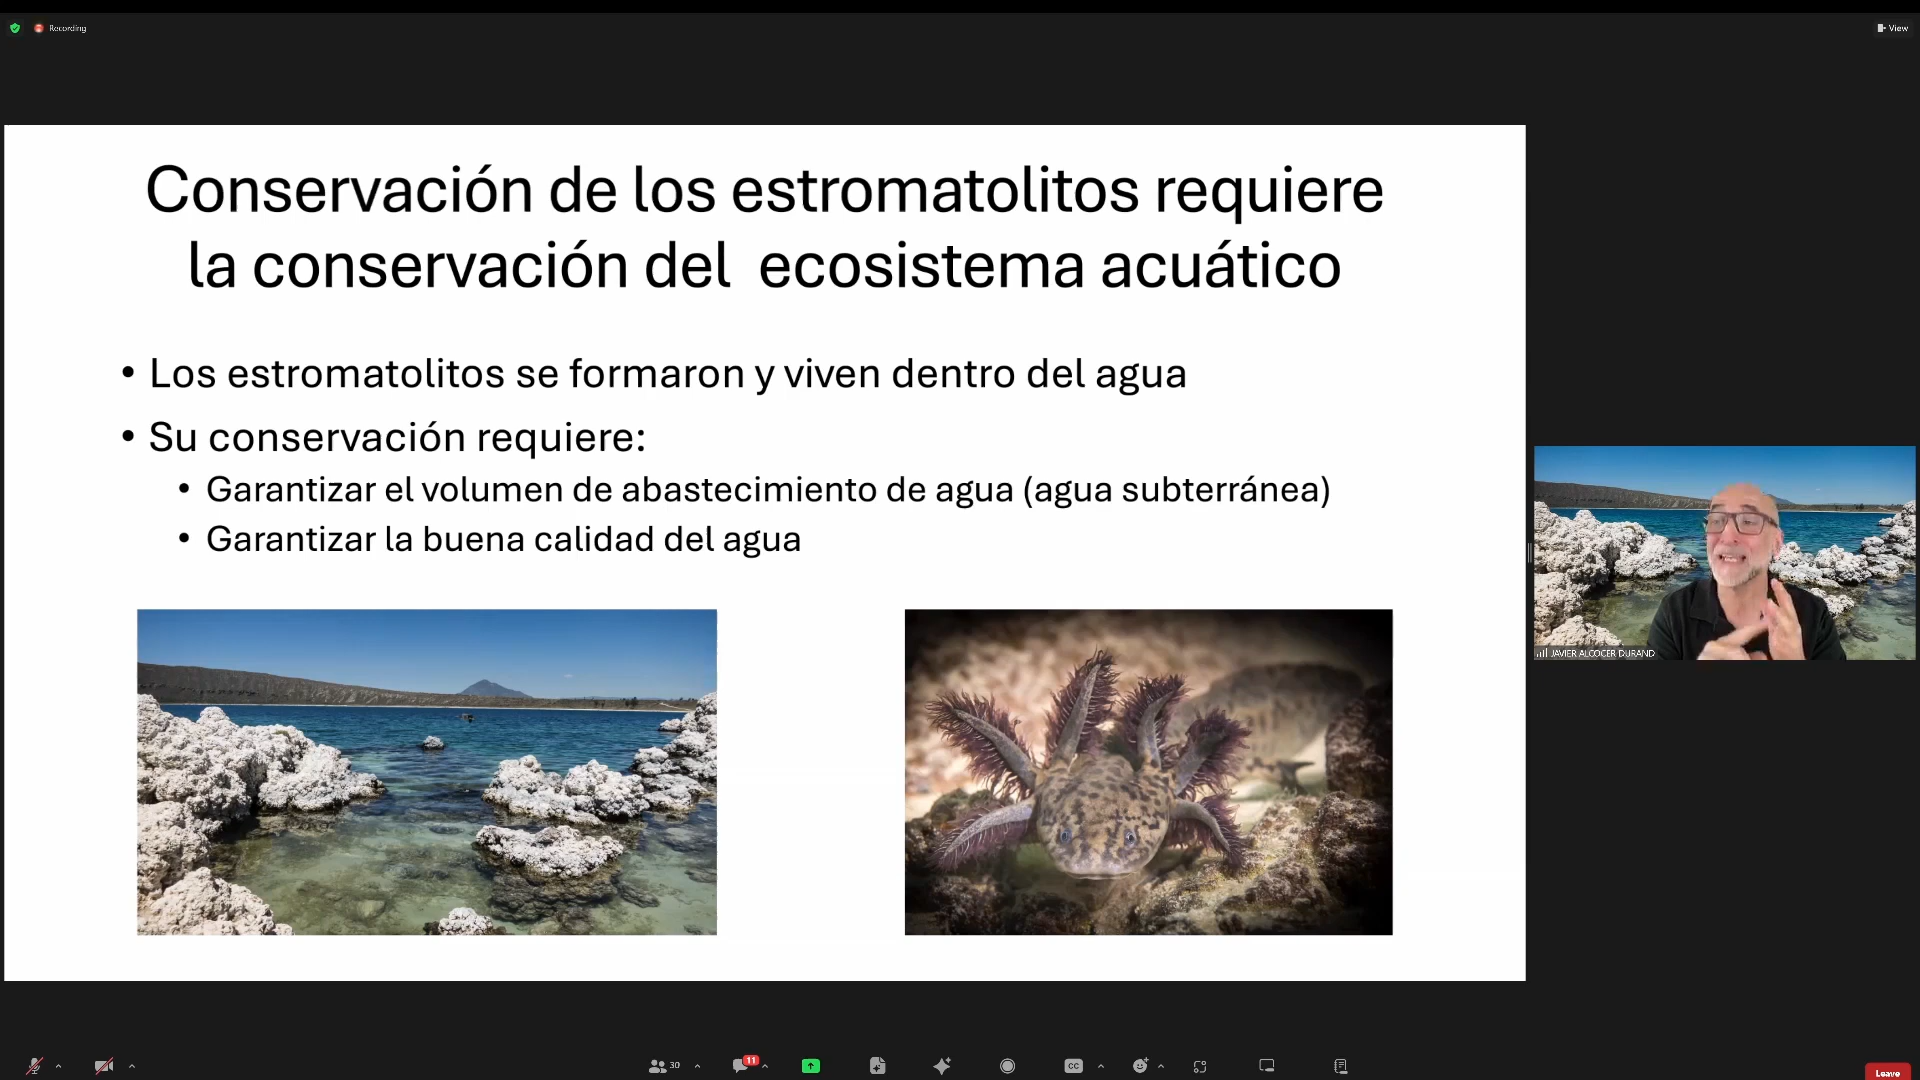 Recording
View
Conservación de los estromatolitos requiere
la conservación del  ecosistema acuático
• Los estromatolitos se formaron y viven dentro del agua
• Su conservación requiere:
• Garantizar el volumen de abastecimiento de agua (agua subterránea)
• Garantizar la buena calidad del agua
JAVIER ALCOCER DURAND
30
11
CC
Leave